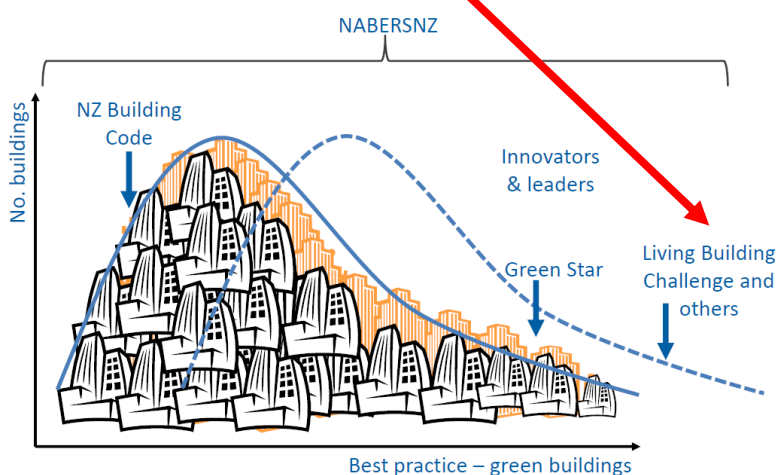 NABERSNZ
NZ Building
Code
No. buildings
Innovators
& leaders
Green Star
Living Building
Challenge and
others
Best practice – green buildings